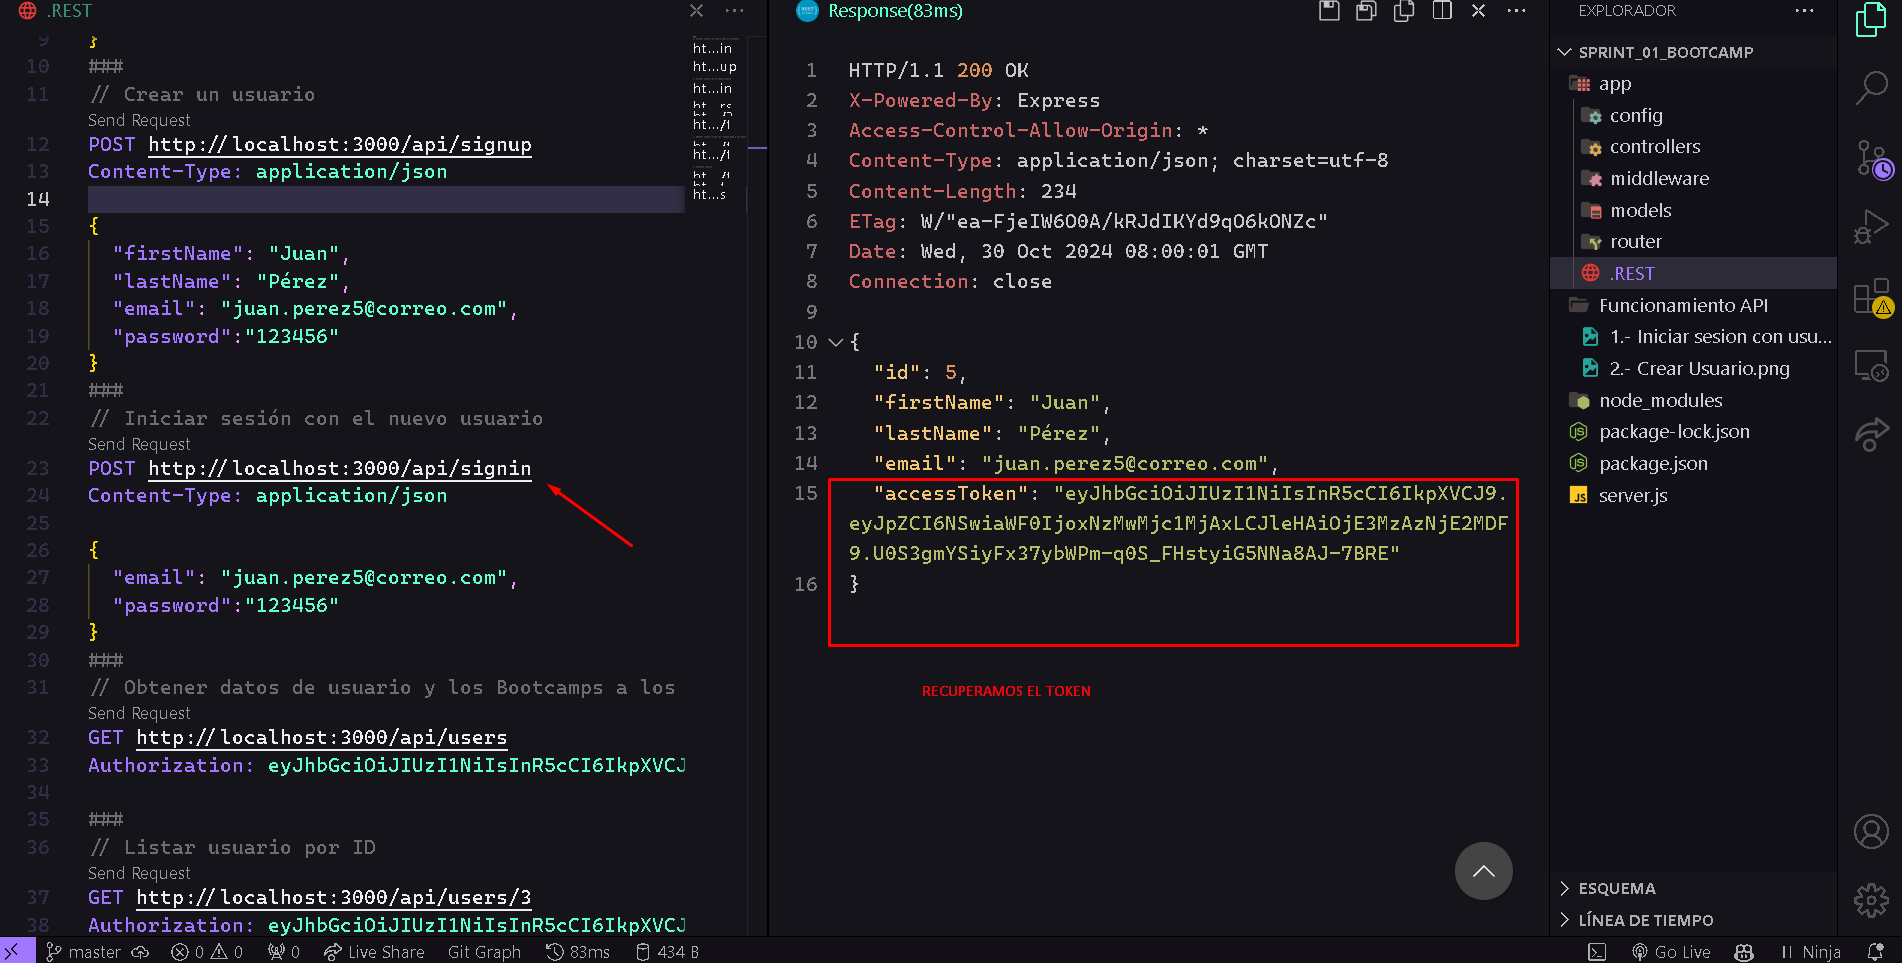 .REST
9 }
10 ###
11 // Crear un usuario
Send Request
12 POST http://localhost:3000/api/signup
13 Content-Type: application/json
14
15 {
16 "firstName": "Juan",
17 "lastName": "Pérez",
18 "email": "juan.perez5@correo.com",
19 "password":"123456"
20 }
21 ###
22 // Iniciar sesión con el nuevo usuario
Send Request
23 POST http://localhost:3000/api/signin
24 Content-Type: application/json
25
26 {
27 "email": "juan.perez5@correo.com",
28 "password":"123456"
29 }
30 ###
31 // Obtener datos de usuario y los Bootcamps a los
Send Request
32 GET http://localhost:3000/api/users
33 Authorization: eyJhbGciOiJIUzI1NiIsInR5cCI6IkpXVCJ
34
35 ###
36 // Listar usuario por ID
Send Request
37 GET http://localhost:3000/api/users/3
38 Authorization: eyJhbGciOiJIUzI1NiIsInR5cCI6IkpXVCJ
ht...in
ht...up
ht...in
ht...s
Response(83ms)
1 HTTP/1.1 200 OK
2 X-Powered-By: Express
3 Access-Control-Allow-Origin: *
4 Content-Type: application/json; charset=utf-8
5 Content-Length: 234
6 ETag: W/"ea-FjeIW6O0A/kRJdIKYd9qO6kONZc"
7 Date: Wed, 30 Oct 2024 08:00:01 GMT
8 Connection: close
9
10 {
11 "id": 5,
12 "firstName": "Juan",
13 "lastName": "Pérez",
14 "email": "juan.perez5@correo.com",
15 "accessToken": "eyJhbGciOiJIUzI1NiIsInR5cCI6IkpXVCJ9.
eyJpZCI6NSwiaWF0IjoxNzMwMjc1MjAxLCJleHAiOjE3MzAzNjE2MDF
9.U0S3gmYSiyFx37ybWPm-q0S_FHstyiG5NNa8AJ-7BRE"
16 }
RECUPERAMOS EL TOKEN
EXPLORADOR
SPRINT_01_BOOTCAMP
app
config
controllers
middleware
models
router
.REST
Funcionamiento API
1.- Iniciar sesion con usu...
2.- Crear Usuario.png
node_modules
package-lock.json
package.json
server.js
ESQUEMA
LÍNEA DE TIEMPO
master 0 0 0 Live Share Git Graph 83ms 434 B Go Live Ninja